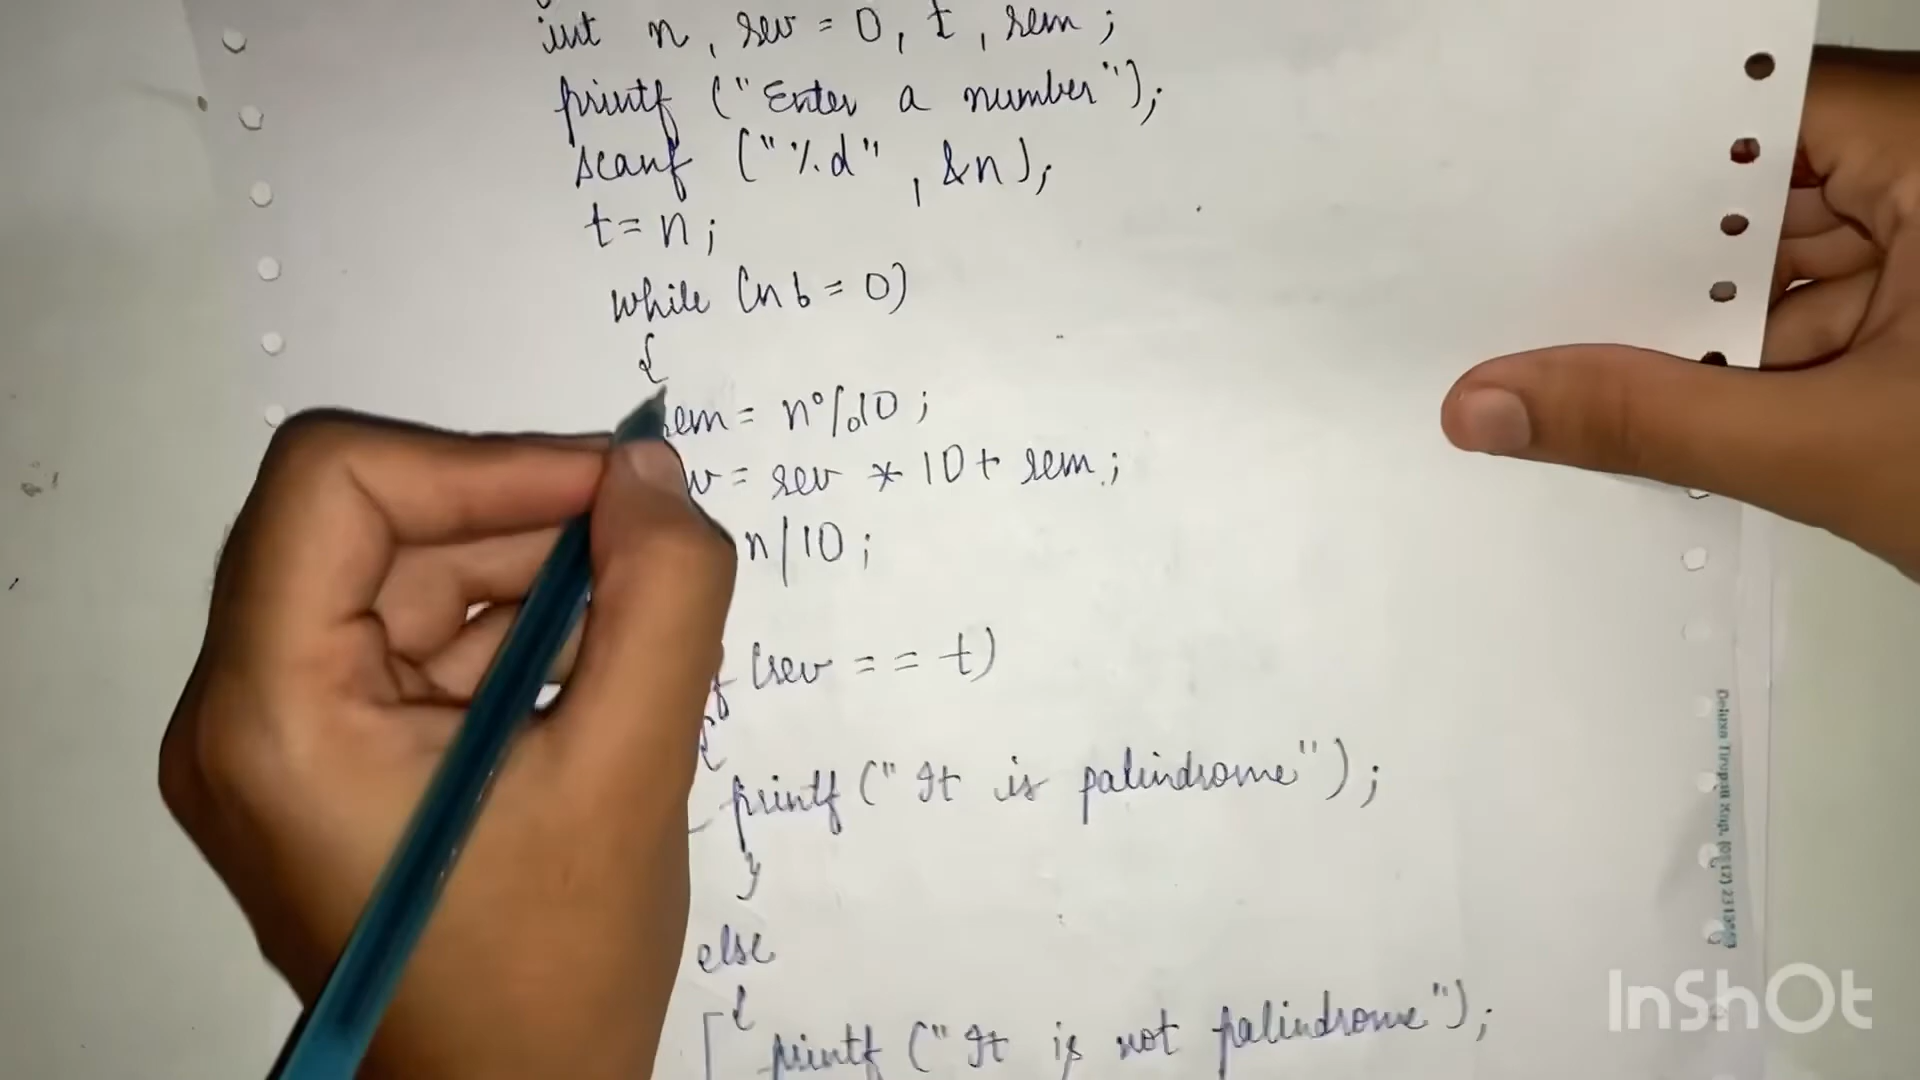 int n, rev = 0, t, rem;
printf ("Enter a number");
scanf ("%d", &n);
t = n;
while (n b = 0)
{
rem = n%10;
= rev * 10 + rem;
n/10;
(rev == t)
{
printf ("It is palindrome");
}
else
{
printf ("It is not palindrome");
InShOt